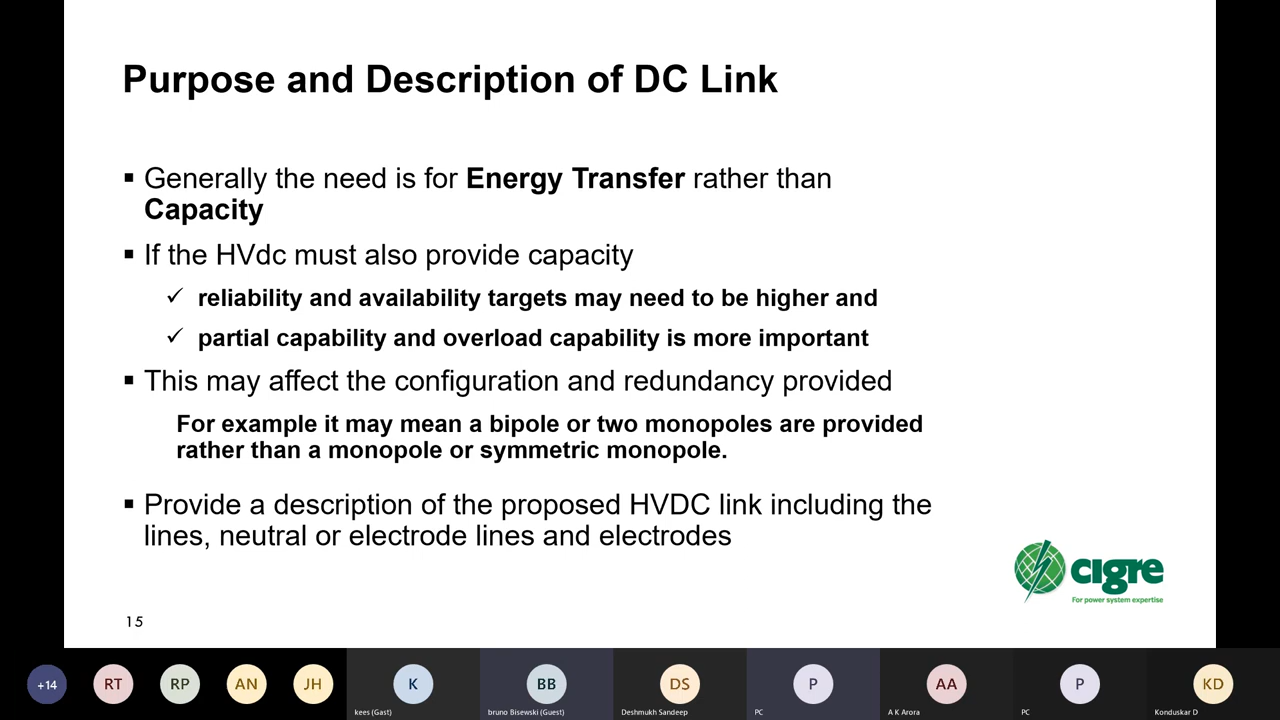 Purpose and Description of DC Link
Generally the need is for Energy Transfer rather than
Capacity
If the HVdc must also provide capacity
reliability and availability targets may need to be higher and
partial capability and overload capability is more important
This may affect the configuration and redundancy provided
For example it may mean a bipole or two monopoles are provided
rather than a monopole or symmetric monopole.
Provide a description of the proposed HVDC link including the
lines, neutral or electrode lines and electrodes
cigre
For power system expertise
15
+14
RT
RP
AN
JH
K
BB
DS
P
AA
P
KD
kees (Gast)
bruno Bisewski (Guest)
Deshmukh Sandeep
PC
A K Arora
PC
Konduskar D